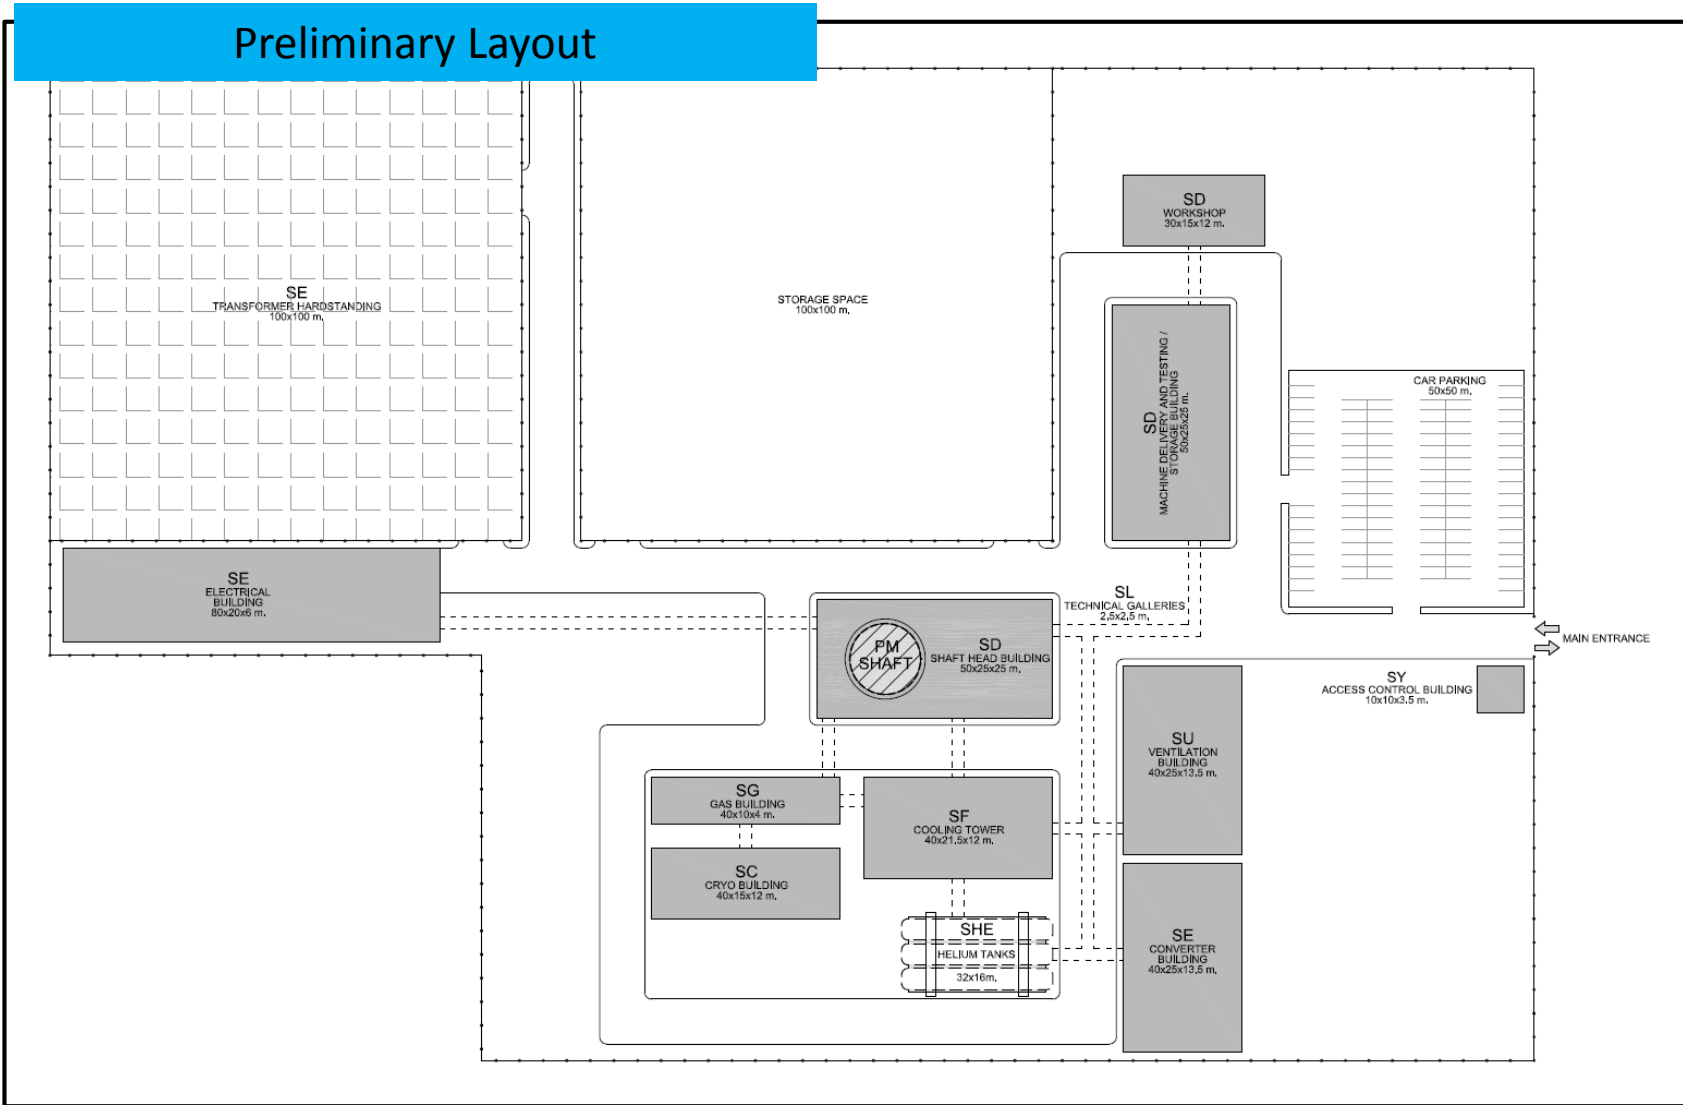 Preliminary Layout
SD
WORKSHOP
30x15x12 m.
SE
TRANSFORMER HARDSTANDING
100x100 m.
STORAGE SPACE
100x100 m.
SD
MACHINE DELIVERY AND TESTING /
STORAGE BUILDING
50x25x25 m.
CAR PARKING
50x50 m.
SE
ELECTRICAL
BUILDING
80x20x6 m.
SL
TECHNICAL GALLERIES
2,5x2,5 m.
PM
SHAFT
SD
SHAFT HEAD BUILDING
50x25x25 m.
MAIN ENTRANCE
SY
ACCESS CONTROL BUILDING
10x10x3.5 m.
SU
VENTILATION
BUILDING
40x25x13.5 m.
SG
GAS BUILDING
40x10x4 m.
SF
COOLING TOWER
40x21,5x12 m.
SC
CRYO BUILDING
40x15x12 m.
SHE
HELIUM TANKS
32x16m.
SE
CONVERTER
BUILDING
40x25x13,5 m.